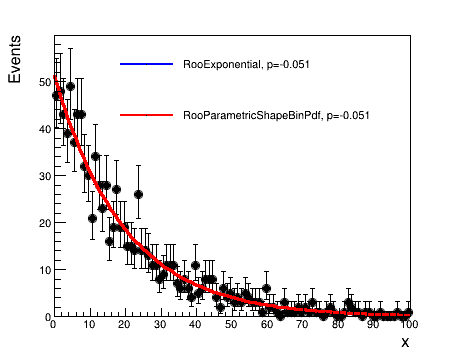 Events
RooExponential, p=-0.051
RooParametricShapeBinPdf, p=-0.051
50
40
30
20
10
0
0 10 20 30 40 50 60 70 80 90 100
x